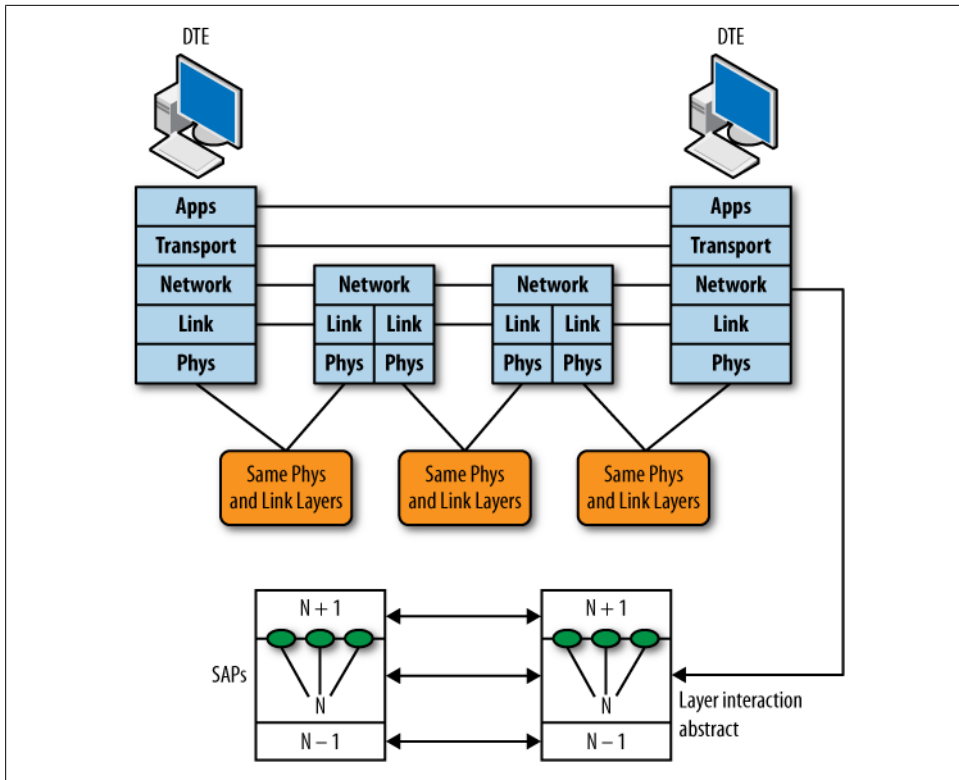 DTE
DTE
Apps
Apps
Transport
Transport
Network
Network
Network
Network
Link
Link
Link
Link
Link
Link
Phys
Phys
Phys
Phys
Phys
Phys
Same Phys
and Link Layers
Same Phys
and Link Layers
Same Phys
and Link Layers
N + 1
N + 1
SAPs
N
N
Layer interaction
abstract
N – 1
N – 1